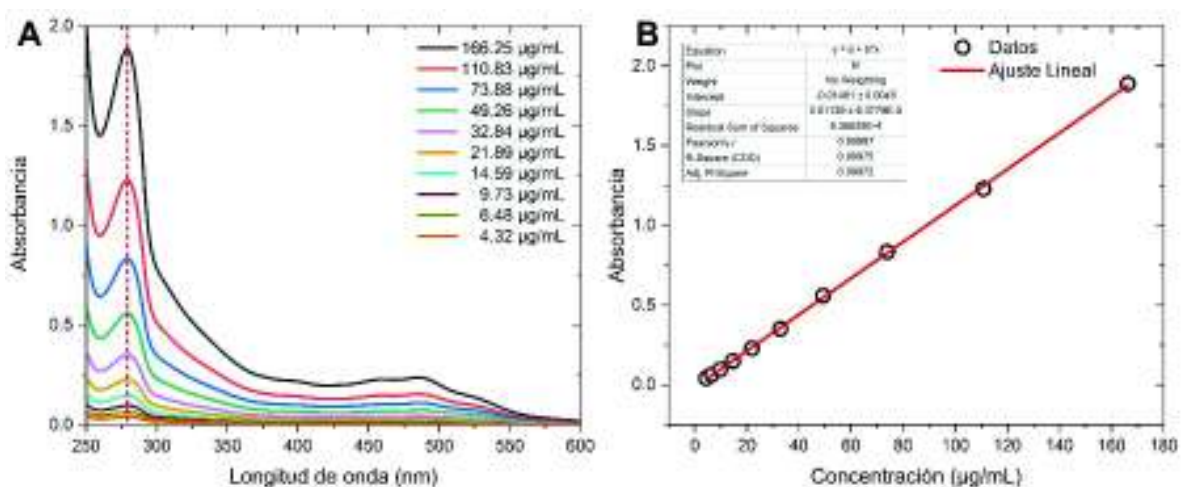 A
Absorbancia
2.0
1.5
1.0
0.5
0.0
166.25 µg/mL
110.83 µg/mL
73.88 µg/mL
49.26 µg/mL
32.84 µg/mL
21.89 µg/mL
14.59 µg/mL
9.73 µg/mL
6.48 µg/mL
4.32 µg/mL
250 300 350 400 450 500 550 600
Longitud de onda (nm)
B
Absorbancia
2.0
1.5
1.0
0.5
0.0
Equation
Plot
Weight No Weighting
Intercept
Slope
Residual Sum of Squares
Pearson's r
R-Square (COD)
Adj. R-Square
Datos
Ajuste Lineal
0 20 40 60 80 100 120 140 160 180
Concentración (µg/mL)